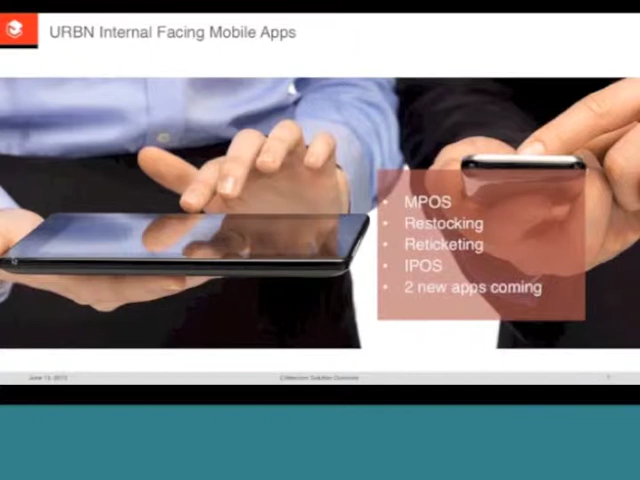 URBN Internal Facing Mobile Apps
• MPOS
• Restocking
• Reticketing
• IPOS
• 2 new apps coming